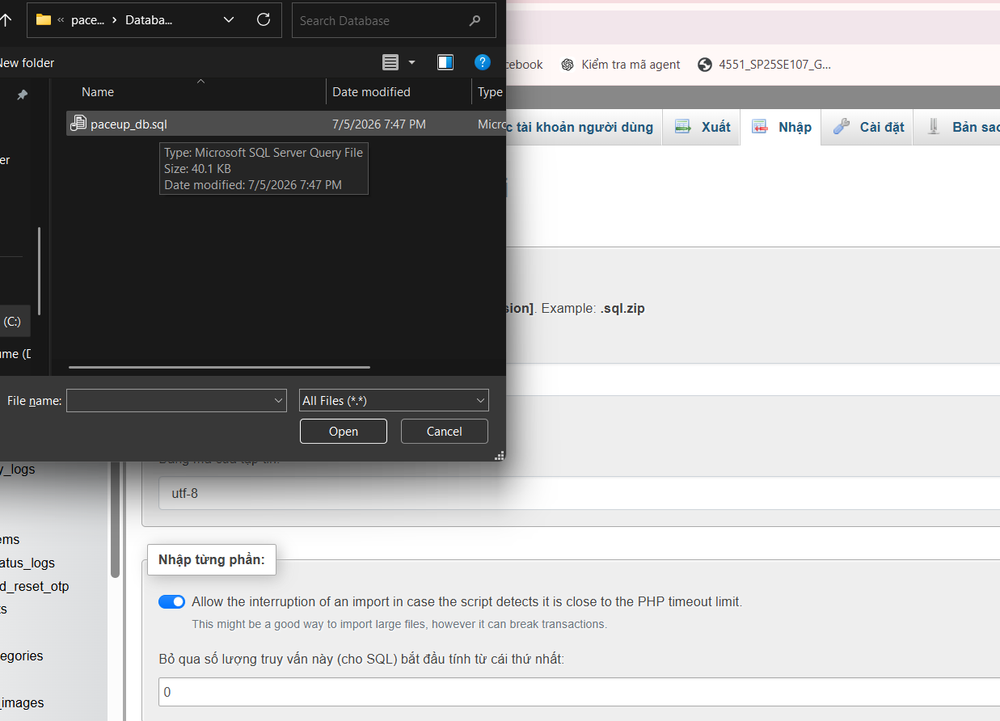 « pace... › Databa...
Search Database
New folder
Name
Date modified
Type
paceup_db.sql
7/5/2026 7:47 PM
Type: Microsoft SQL Server Query File
Size: 40.1 KB
Date modified: 7/5/2026 7:47 PM
(C:)
File name:
All Files (*.*)
Open
Cancel
Kiểm tra mã agent
4551_SP25SE107_G...
tài khoản người dùng
Xuất
Nhập
Cài đặt
Bản sao
sion]. Example: .sql.zip
y_logs
ems
atus_logs
d_reset_otp
ts
egories
_images
utf-8
Nhập từng phần:
Allow the interruption of an import in case the script detects it is close to the PHP timeout limit.
This might be a good way to import large files, however it can break transactions.
Bỏ qua số lượng truy vấn này (cho SQL) bắt đầu tính từ cái thứ nhất:
0